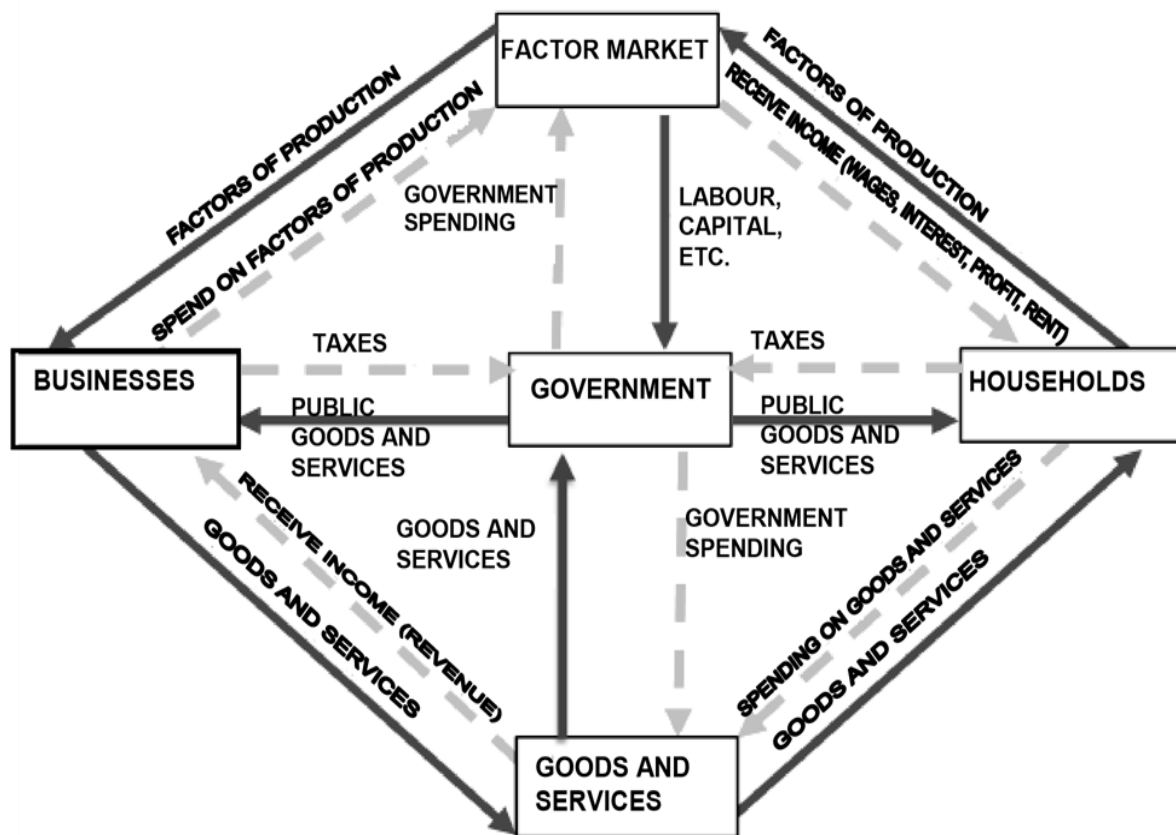 FACTOR MARKET
FACTORS OF PRODUCTION
SPEND ON FACTORS OF PRODUCTION
GOVERNMENT
SPENDING
LABOUR,
CAPITAL,
ETC.
RECEIVE INCOME (WAGES, INTEREST, PROFIT, RENT)
FACTORS OF PRODUCTION
BUSINESSES
TAXES
PUBLIC
GOODS AND
SERVICES
GOVERNMENT
TAXES
PUBLIC
GOODS AND
SERVICES
HOUSEHOLDS
RECEIVE INCOME (REVENUE)
GOODS AND SERVICES
GOODS AND
SERVICES
GOVERNMENT
SPENDING
SPENDING ON GOODS AND SERVICES
GOODS AND SERVICES
GOODS AND
SERVICES